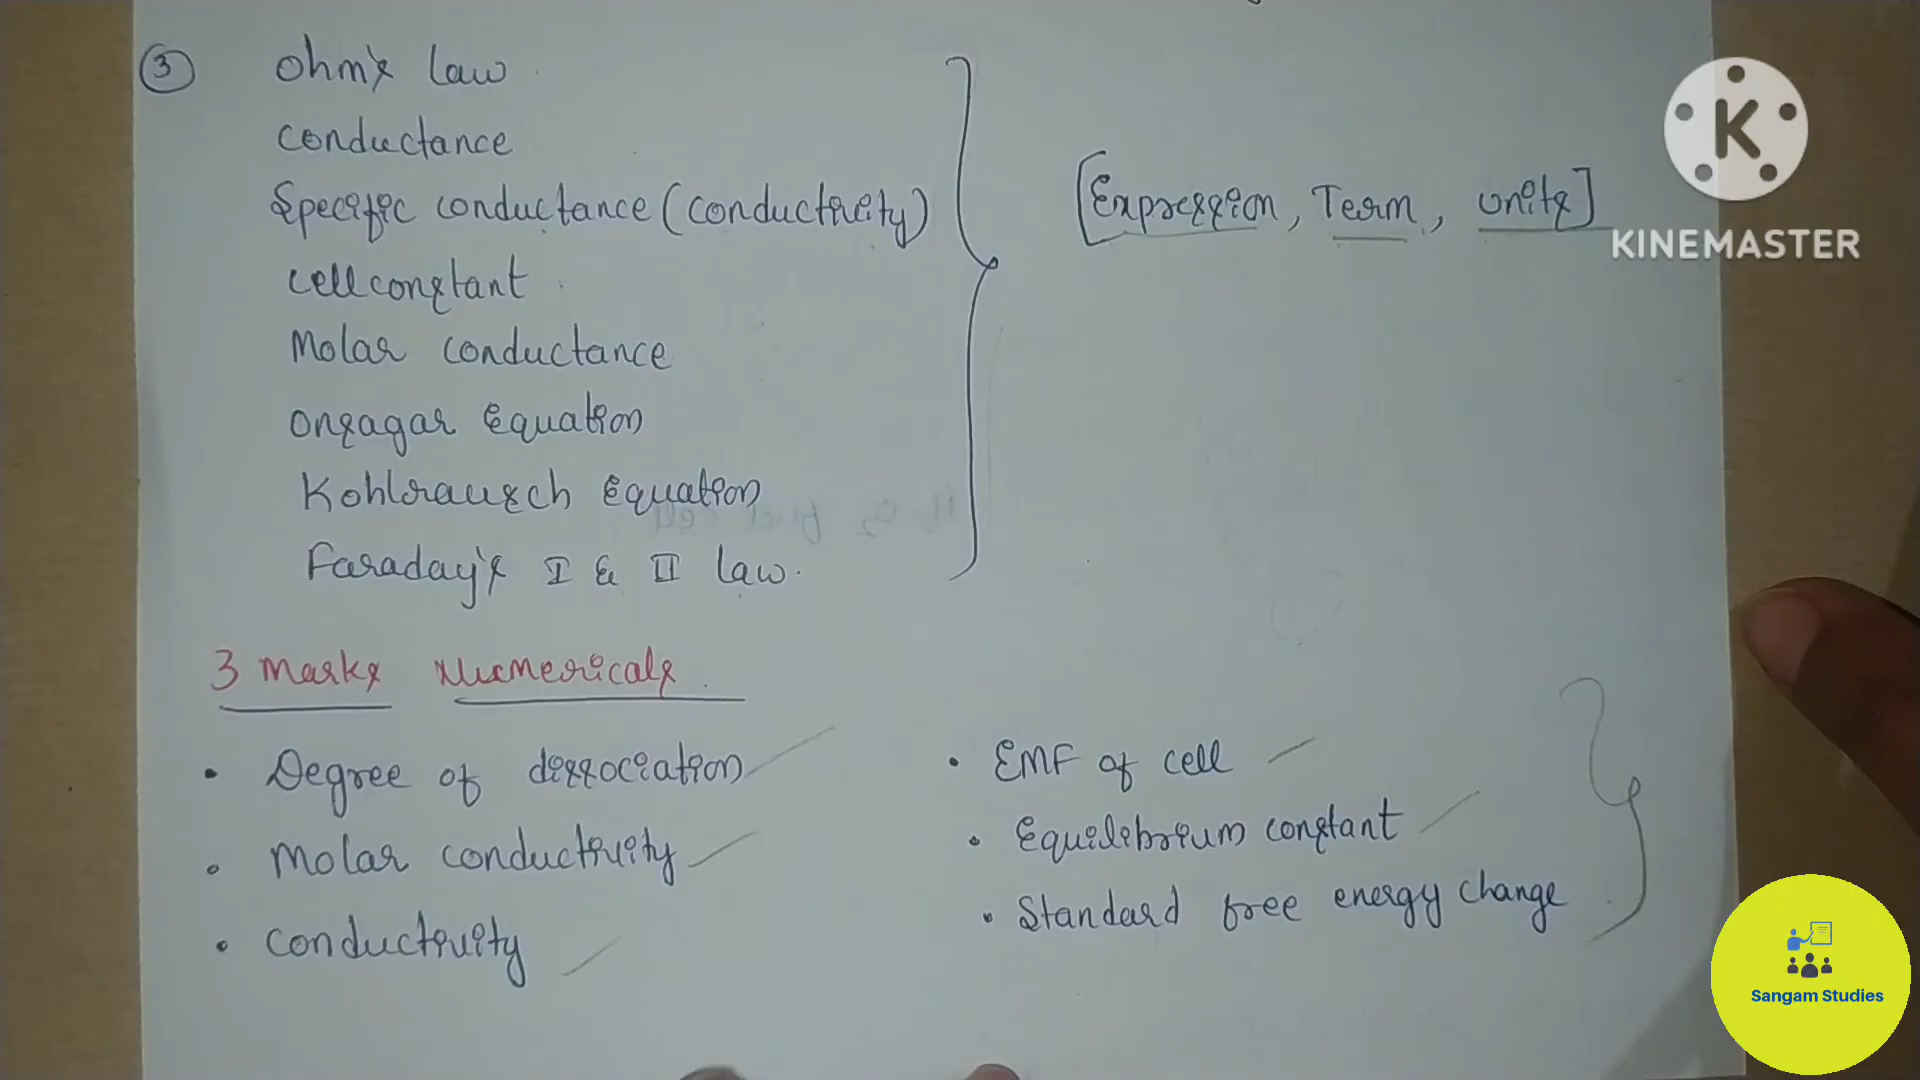 3 Ohm's law
Conductance
Specific conductance (conductivity)
cell constant
[Expression, Term, units]
Molar conductance
Onsagar Equation
Kohlrausch Equation
Faraday's I & II law.
3 Marks Numericals.
• Degree of dissociation
• Molar conductivity
• Conductivity
• EMF of cell
• Equilibrium constant
• Standard free energy change
K
KINEMASTER
Sangam Studies